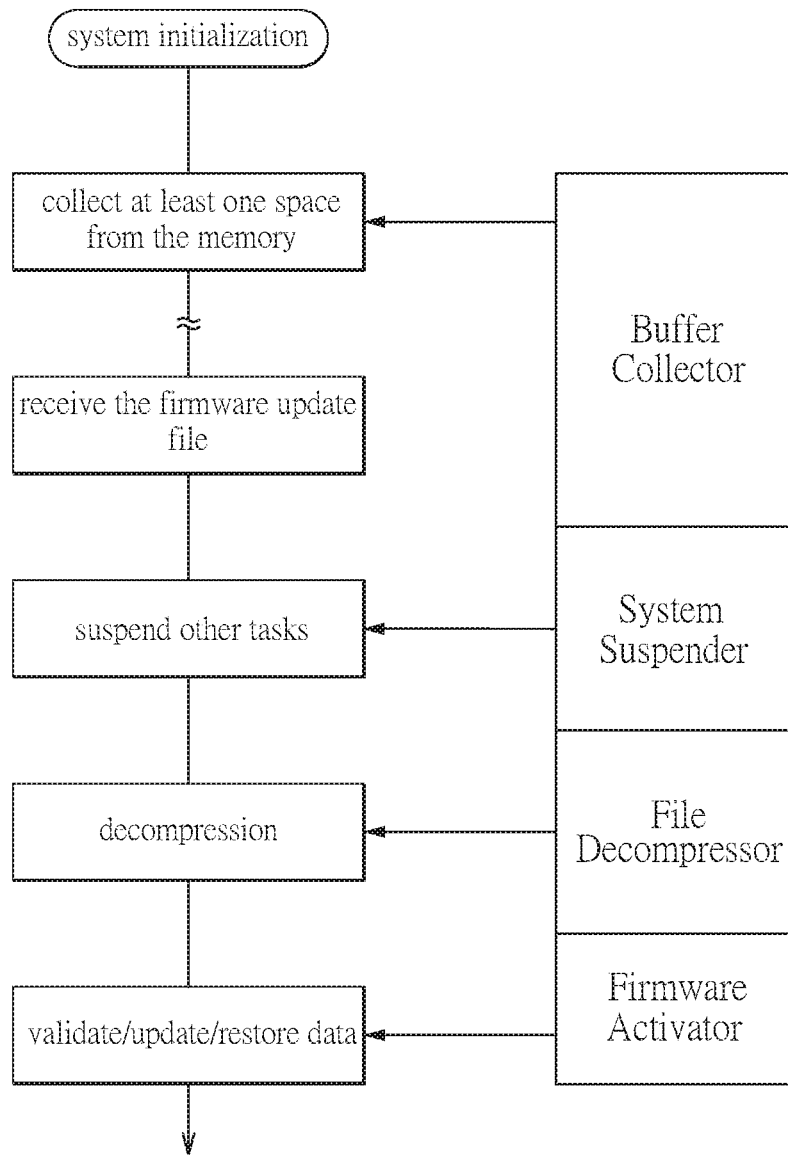 system initialization
collect at least one space
from the memory
Buffer
Collector
receive the firmware update
file
suspend other tasks
System
Suspender
decompression
File
Decompressor
validate/update/restore data
Firmware
Activator